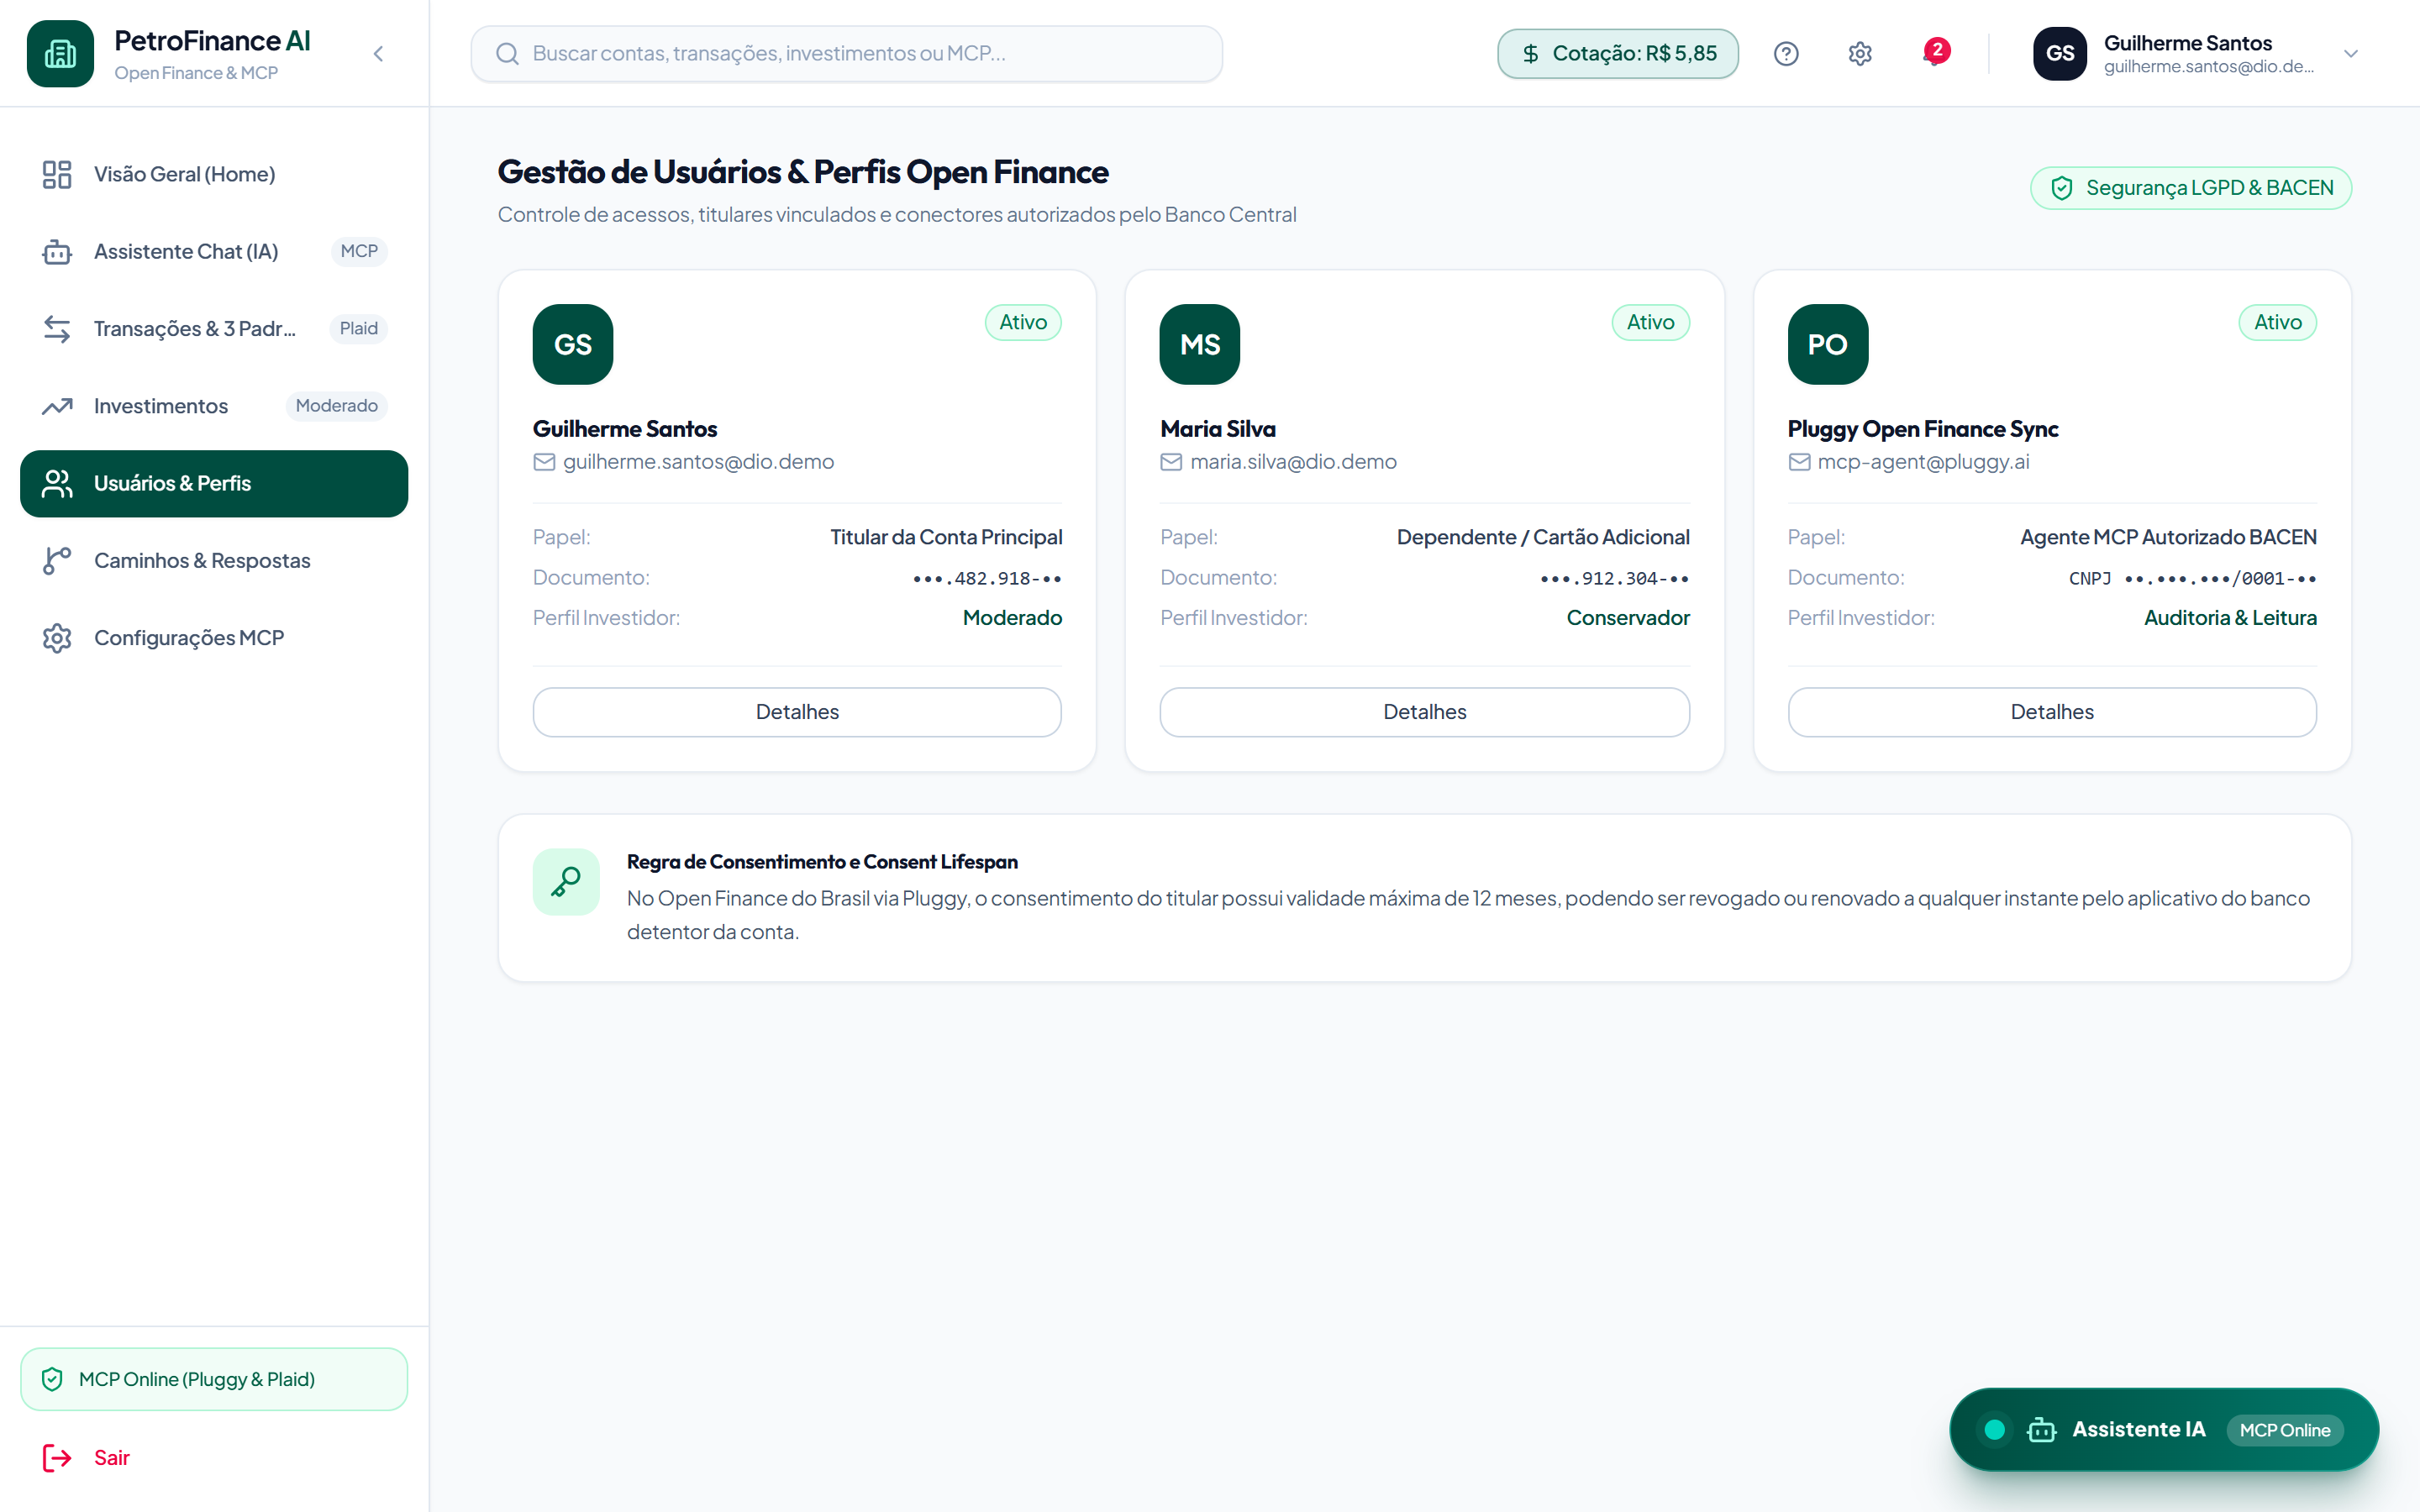 PetroFinance AI
Open Finance & MCP
Buscar contas, transações, investimentos ou MCP...
Cotação: R$ 5,85
2
GS
Guilherme Santos
guilherme.santos@dio.de...
Visão Geral (Home)
Assistente Chat (IA)
MCP
Transações & 3 Padr...
Plaid
Investimentos
Moderado
Usuários & Perfis
Caminhos & Respostas
Configurações MCP
MCP Online (Pluggy & Plaid)
Sair
Gestão de Usuários & Perfis Open Finance
Controle de acessos, titulares vinculados e conectores autorizados pelo Banco Central
Segurança LGPD & BACEN
GS
Ativo
Guilherme Santos
guilherme.santos@dio.demo
Papel: Titular da Conta Principal
Documento: •••.482.918-••
Perfil Investidor: Moderado
Detalhes
MS
Ativo
Maria Silva
maria.silva@dio.demo
Papel: Dependente / Cartão Adicional
Documento: •••.912.304-••
Perfil Investidor: Conservador
Detalhes
PO
Ativo
Pluggy Open Finance Sync
mcp-agent@pluggy.ai
Papel: Agente MCP Autorizado BACEN
Documento: CNPJ ••.•••.•••/0001-••
Perfil Investidor: Auditoria & Leitura
Detalhes
Regra de Consentimento e Consent Lifespan
No Open Finance do Brasil via Pluggy, o consentimento do titular possui validade máxima de 12 meses, podendo ser revogado ou renovado a qualquer instante pelo aplicativo do banco
detentor da conta.
Assistente IA
MCP Online